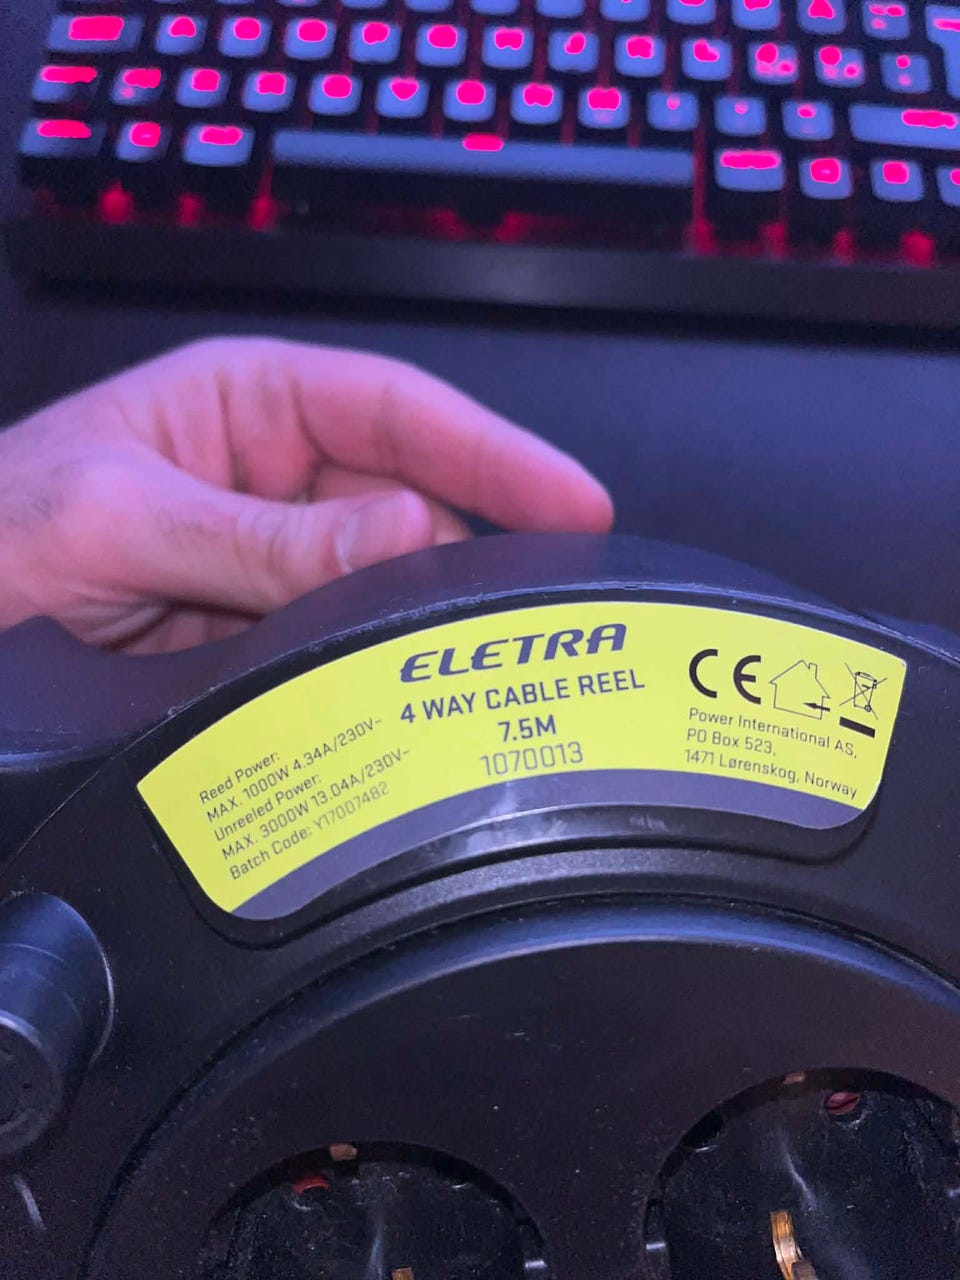 ELETRA
4 WAY CABLE REEL
7.5M
1070013
Reed Power:
MAX. 1000W 4.34A/230V~
Unreeled Power:
MAX. 3000W 13.04A/230V~
Batch Code: Y17007482
CE
Power International AS,
PO Box 523,
1471 Lørenskog, Norway